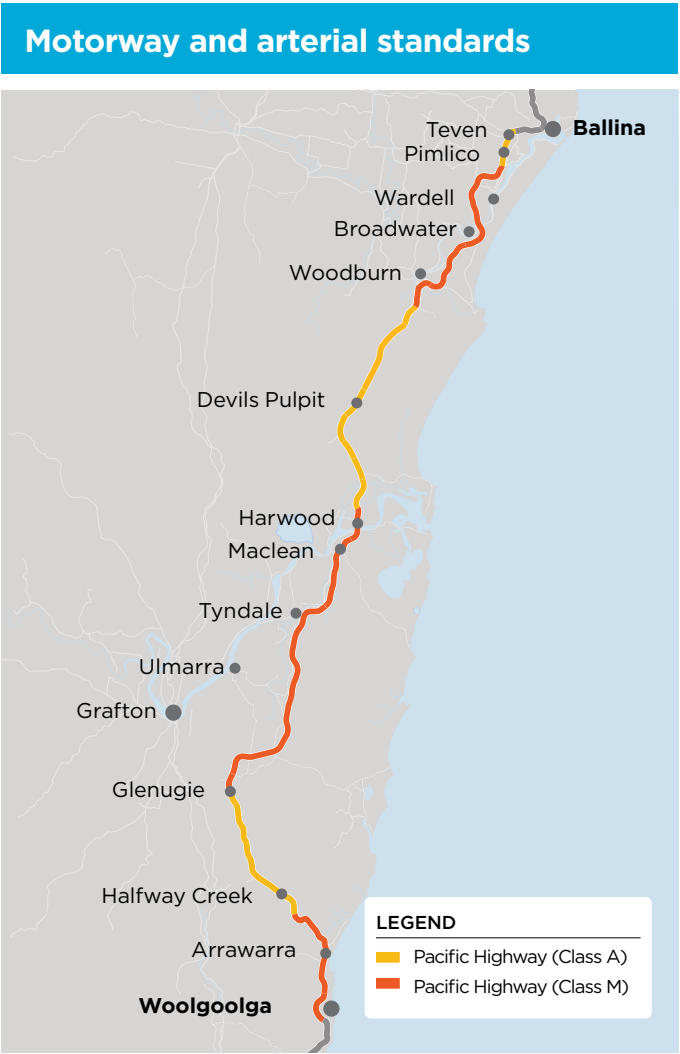 Motorway and arterial standards
Ballina
Teven
Pimlico
Wardell
Broadwater
Woodburn
Devils Pulpit
Harwood
Maclean
Tyndale
Ulmarra
Grafton
Glenugie
Halfway Creek
Arrawarra
Woolgoolga
LEGEND
Pacific Highway (Class A)
Pacific Highway (Class M)